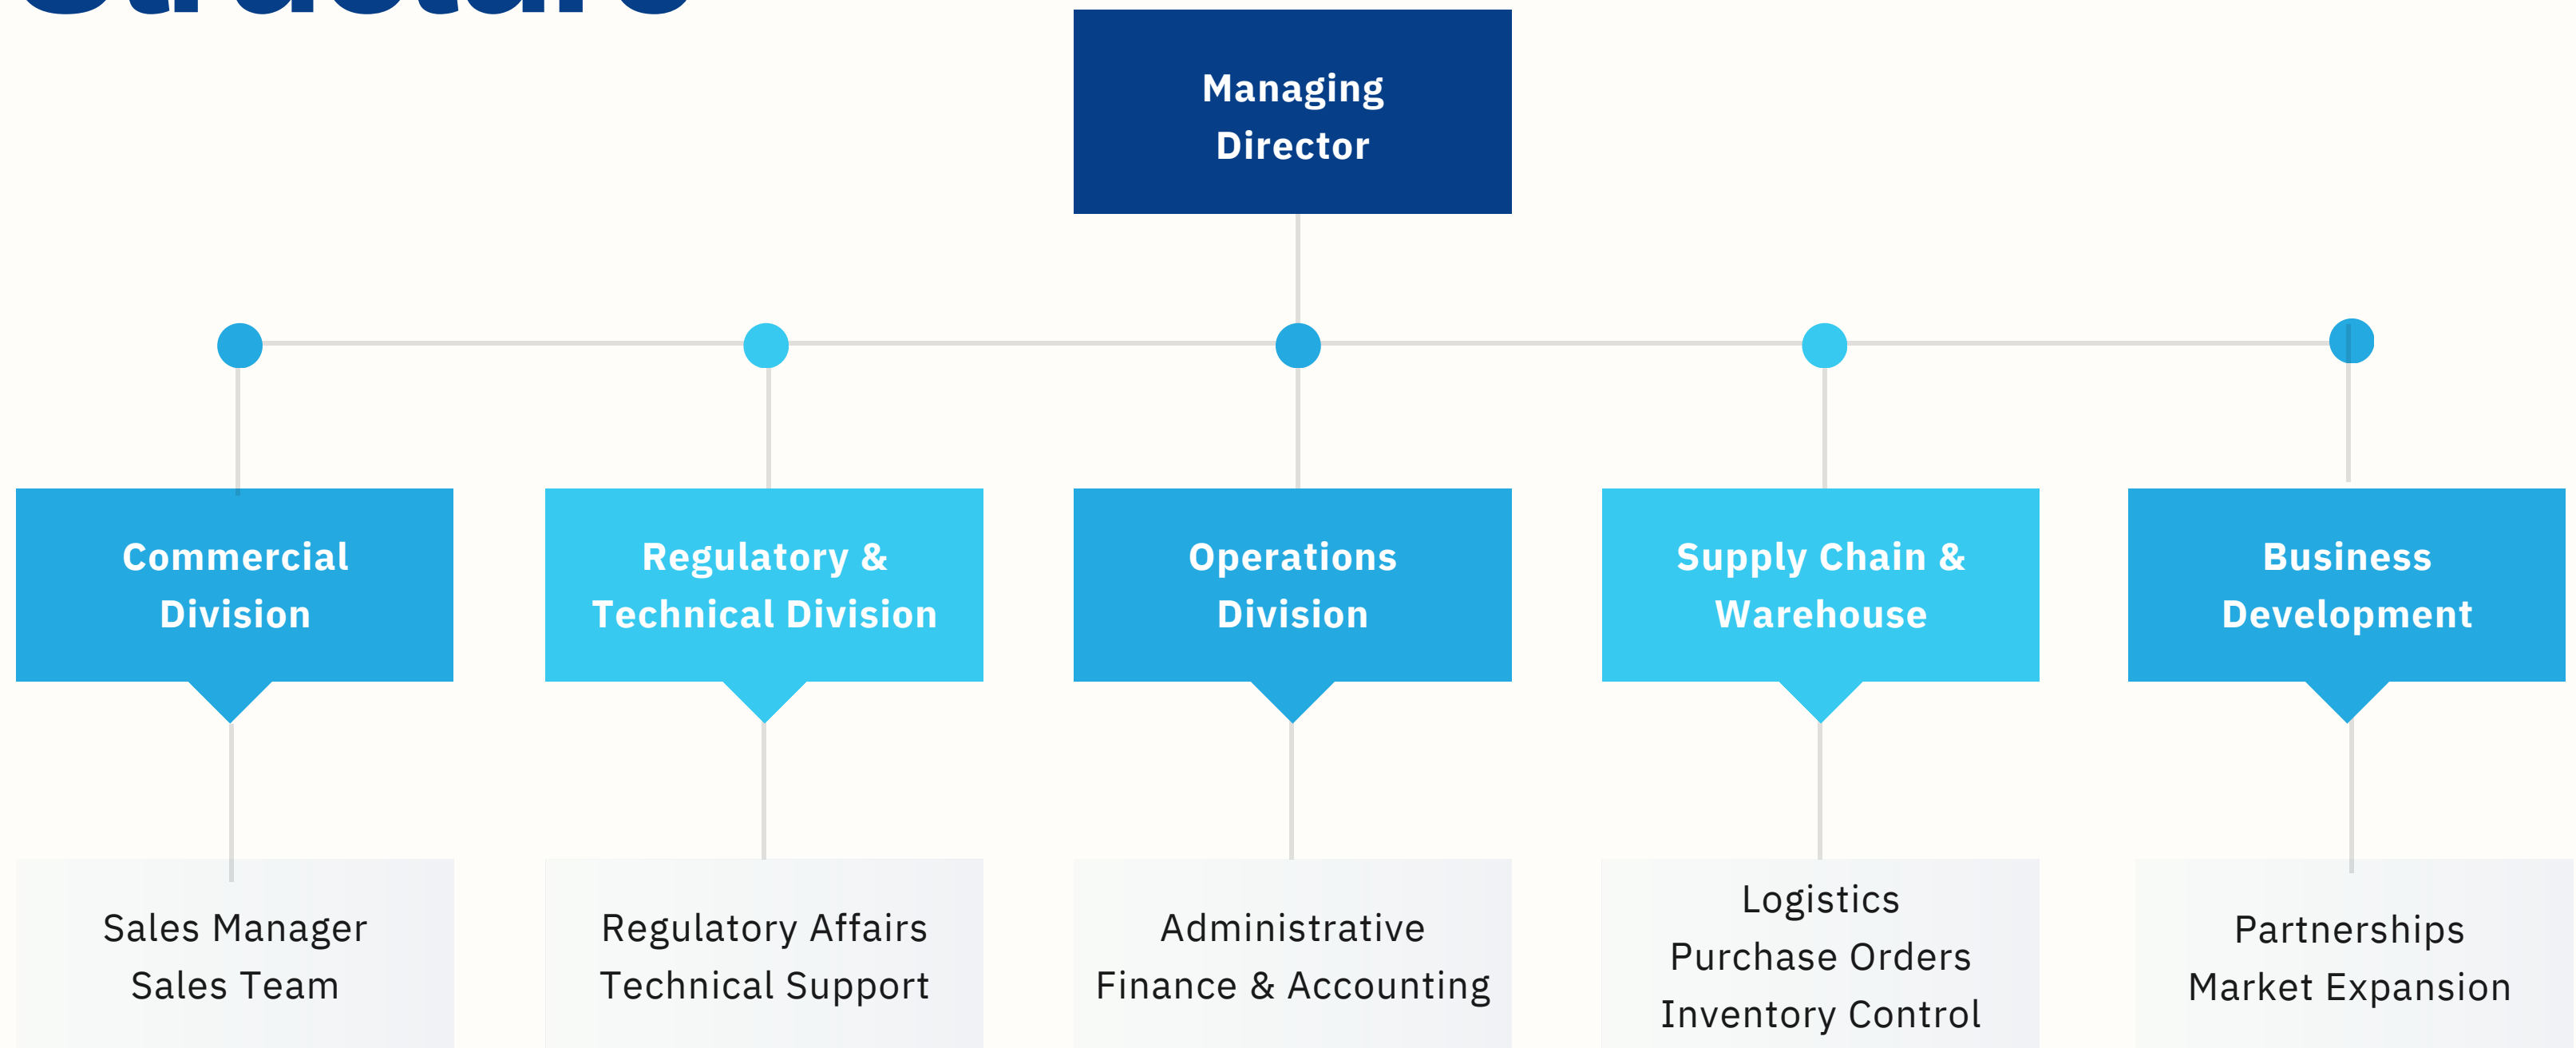 Structure
Managing
Director
Commercial
Division
Regulatory &
Technical Division
Operations
Division
Supply Chain &
Warehouse
Business
Development
Sales Manager
Sales Team
Regulatory Affairs
Technical Support
Administrative
Finance & Accounting
Logistics
Purchase Orders
Inventory Control
Partnerships
Market Expansion